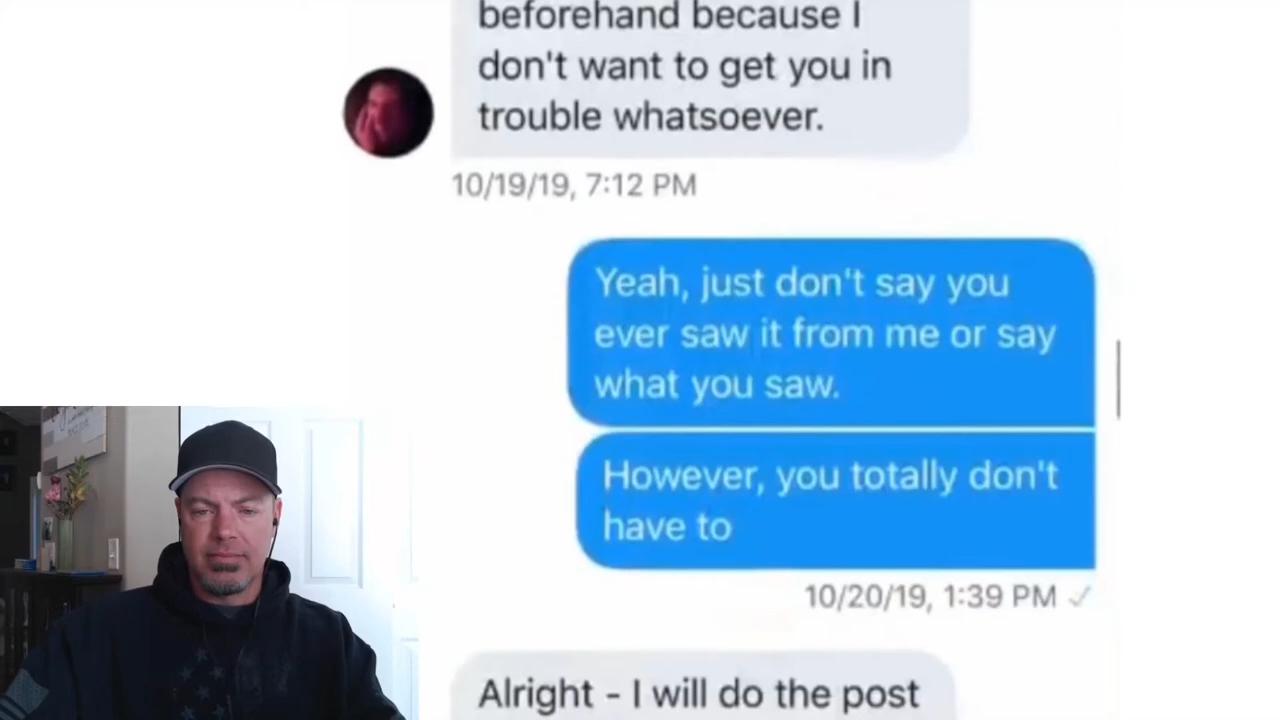 beforehand because I
don't want to get you in
trouble whatsoever.
10/19/19, 7:12 PM
Yeah, just don't say you
ever saw it from me or say
what you saw.
However, you totally don't
have to
10/20/19, 1:39 PM
Alright - I will do the post